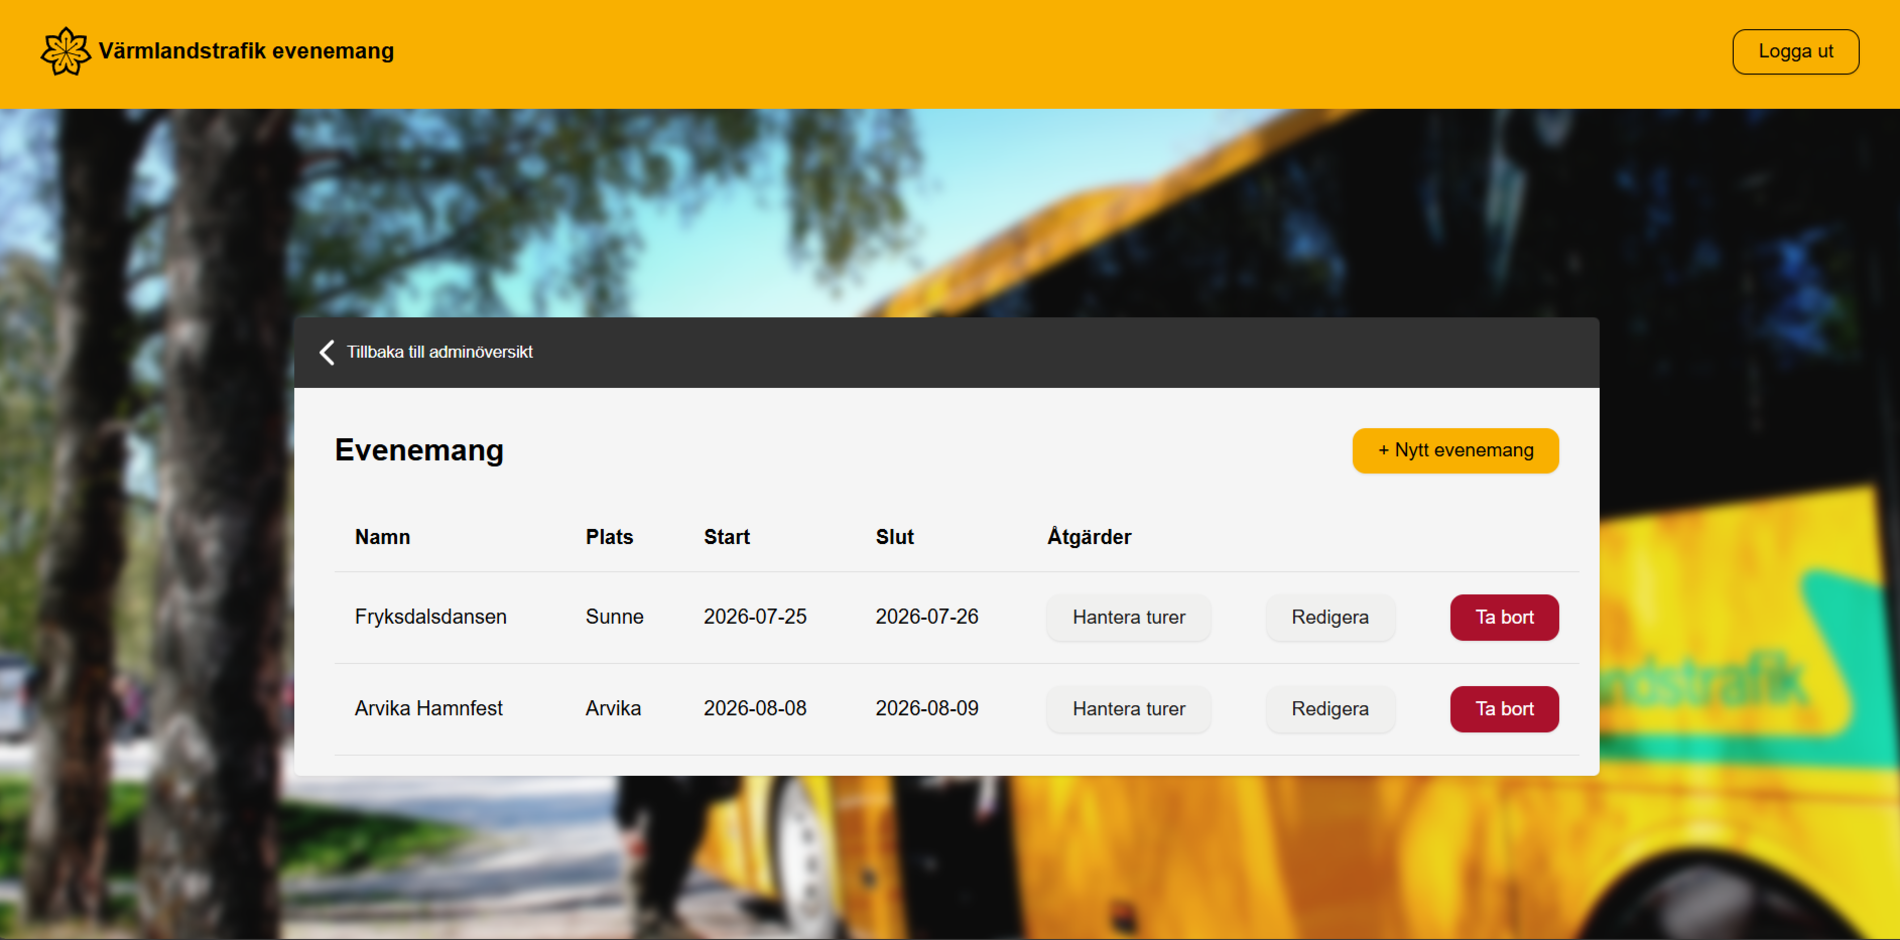 Värmlandstrafik evenemang
Logga ut
Tillbaka till adminöversikt
Evenemang
+ Nytt evenemang
Namn Plats Start Slut Åtgärder
Fryksdalsdansen Sunne 2026-07-25 2026-07-26 Hantera turer Redigera Ta bort
Arvika Hamnfest Arvika 2026-08-08 2026-08-09 Hantera turer Redigera Ta bort
ndstrafik